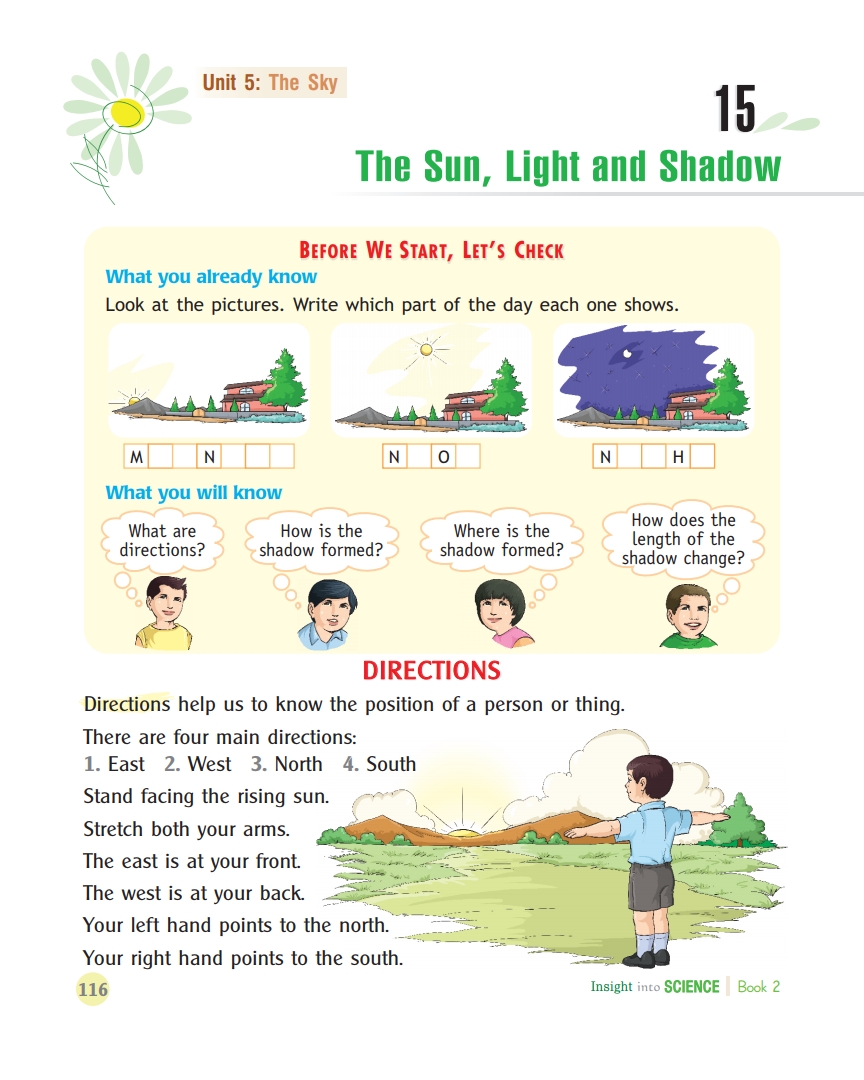 Unit 5: The Sky
15
The Sun, Light and Shadow
BEFORE WE START, LET'S CHECK
What you already know
Look at the pictures. Write which part of the day each one shows.
M N
N O
N H
What you will know
What are
directions?
How is the
shadow formed?
Where is the
shadow formed?
How does the
length of the
shadow change?
DIRECTIONS
Directions help us to know the position of a person or thing.
There are four main directions:
1. East 2. West 3. North 4. South
Stand facing the rising sun.
Stretch both your arms.
The east is at your front.
The west is at your back.
Your left hand points to the north.
Your right hand points to the south.
116
Insight into SCIENCE Book 2